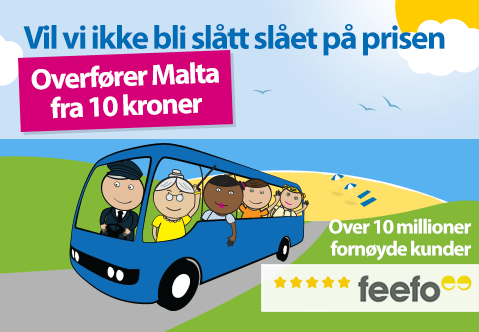 Vil vi ikke bli slått slået på prisen
Overfører Malta
fra 10 kroner
Over 10 millioner
fornøyde kunder
feefo